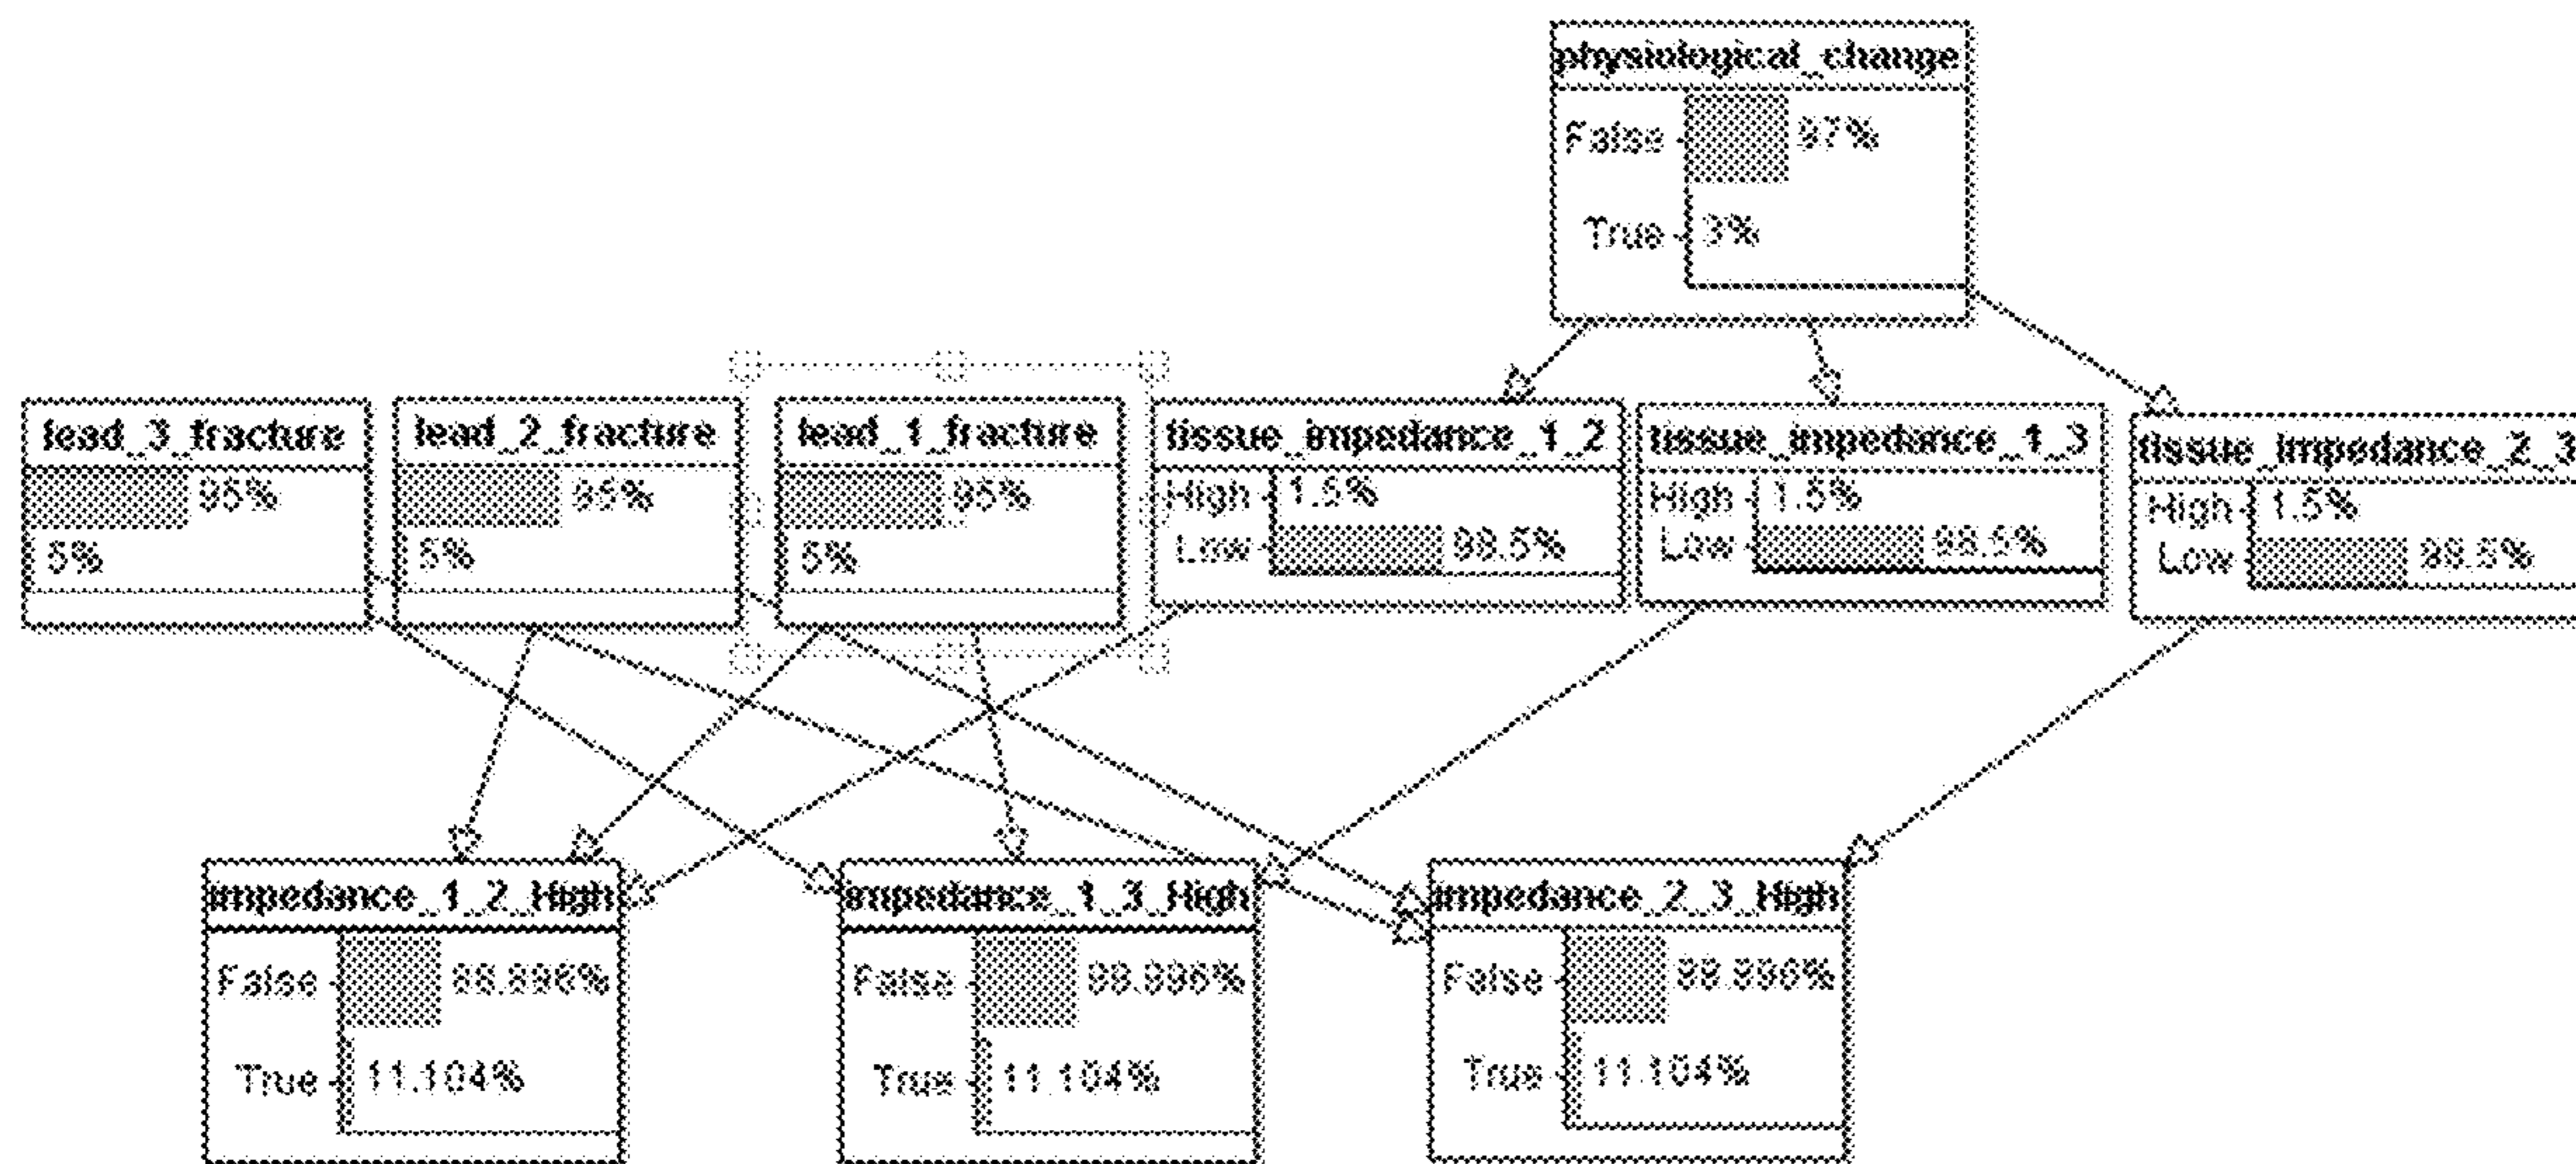 physiological_change
False 97%
True 3%
lead_3_fracture
95%
5%
lead_2_fracture
95%
5%
lead_1_fracture
95%
5%
tissue_impedance_1_2
High 1.5%
Low 98.5%
tissue_impedance_1_3
High 1.5%
Low 98.5%
tissue_impedance_2_3
High 1.5%
Low 98.5%
impedance_1_2_High
False 88.896%
True 11.104%
impedance_1_3_High
False 88.896%
True 11.104%
impedance_2_3_High
False 88.896%
True 11.104%